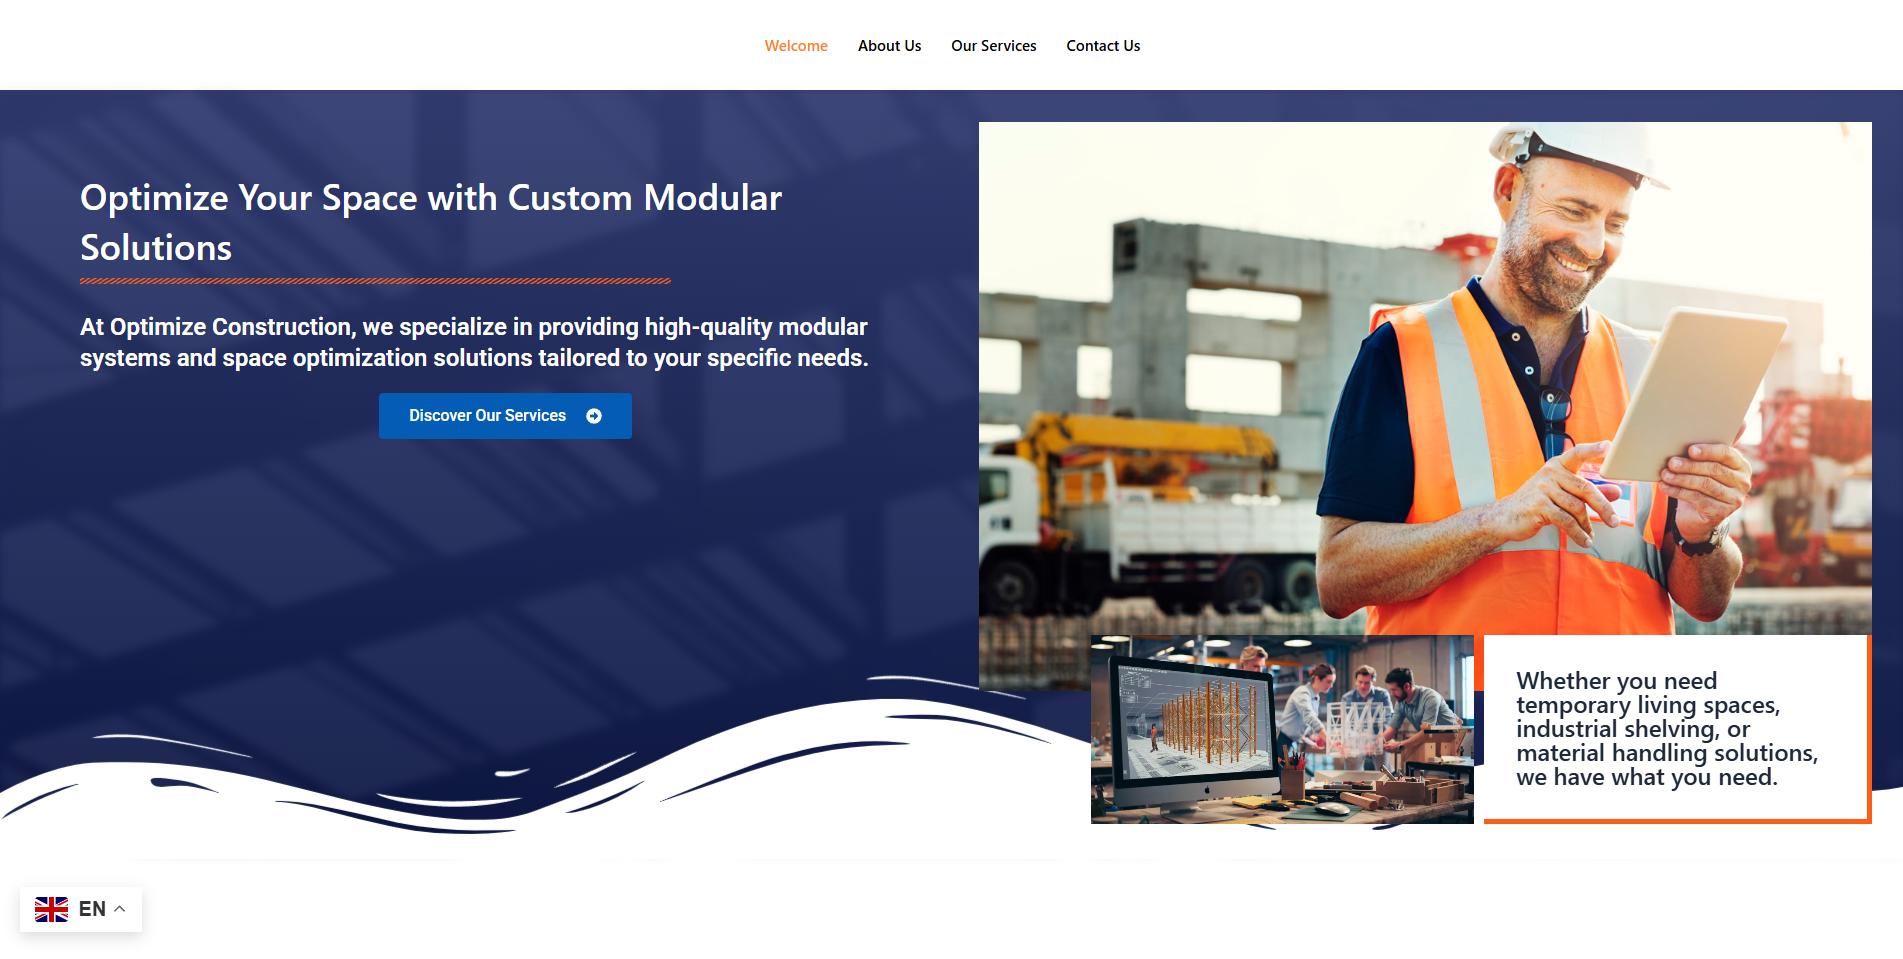 Welcome
About Us
Our Services
Contact Us
Optimize Your Space with Custom Modular
Solutions
At Optimize Construction, we specialize in providing high-quality modular
systems and space optimization solutions tailored to your specific needs.
Discover Our Services
Whether you need
temporary living spaces,
industrial shelving, or
material handling solutions,
we have what you need.
EN